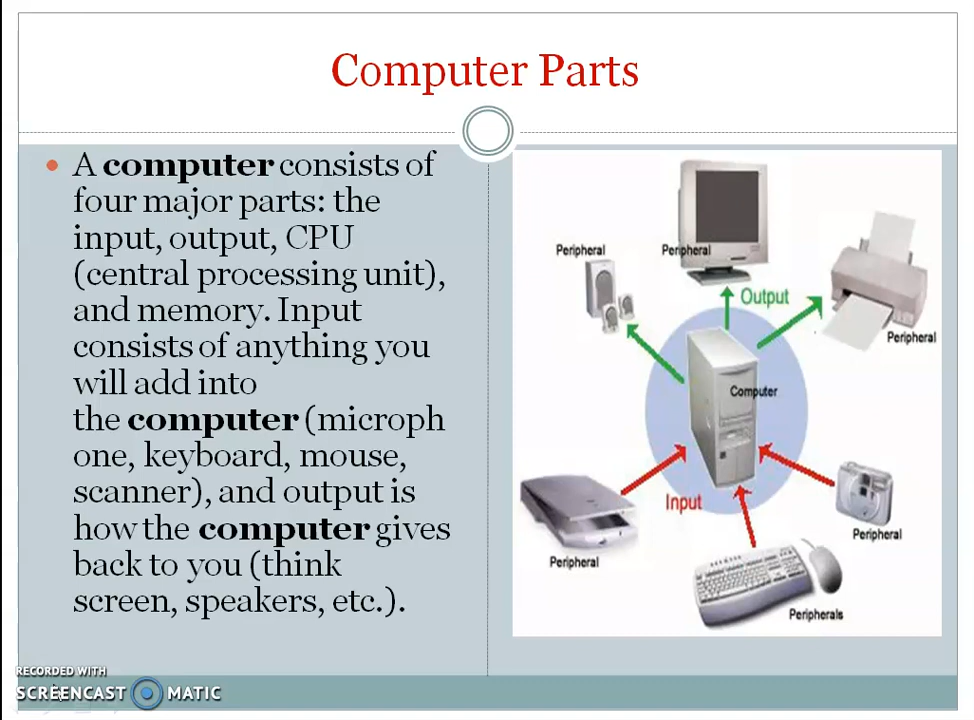 Computer Parts
• A computer consists of
four major parts: the
input, output, CPU
(central processing unit),
and memory. Input
consists of anything you
will add into
the computer (microph
one, keyboard, mouse,
scanner), and output is
how the computer gives
back to you (think
screen, speakers, etc.).
Peripheral
Peripheral
Output
Peripheral
Computer
Input
Peripheral
Peripheral
Peripherals
RECORDED WITH
SCREENCAST MATIC